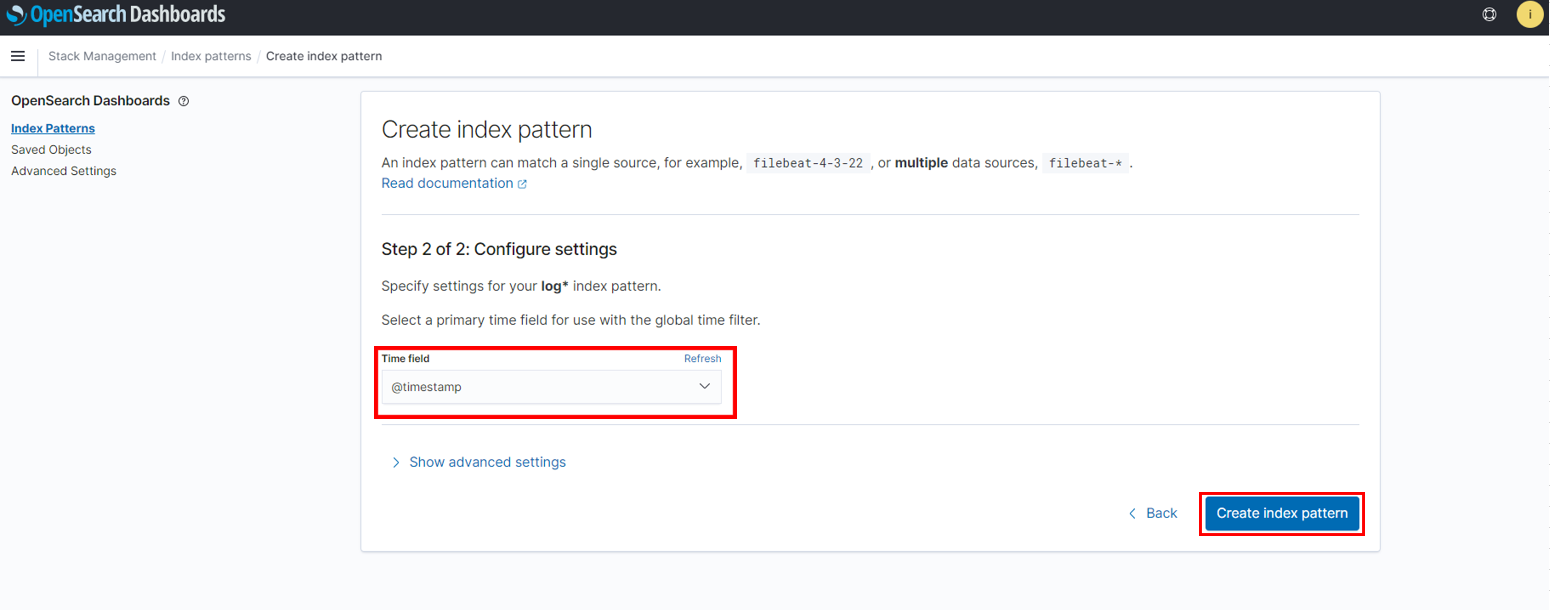 OpenSearch Dashboards
i
Stack Management / Index patterns / Create index pattern
OpenSearch Dashboards
Index Patterns
Saved Objects
Advanced Settings
Create index pattern
An index pattern can match a single source, for example, filebeat-4-3-22 , or multiple data sources, filebeat-* .
Read documentation
Step 2 of 2: Configure settings
Specify settings for your log* index pattern.
Select a primary time field for use with the global time filter.
Time field Refresh
@timestamp
Show advanced settings
Back Create index pattern